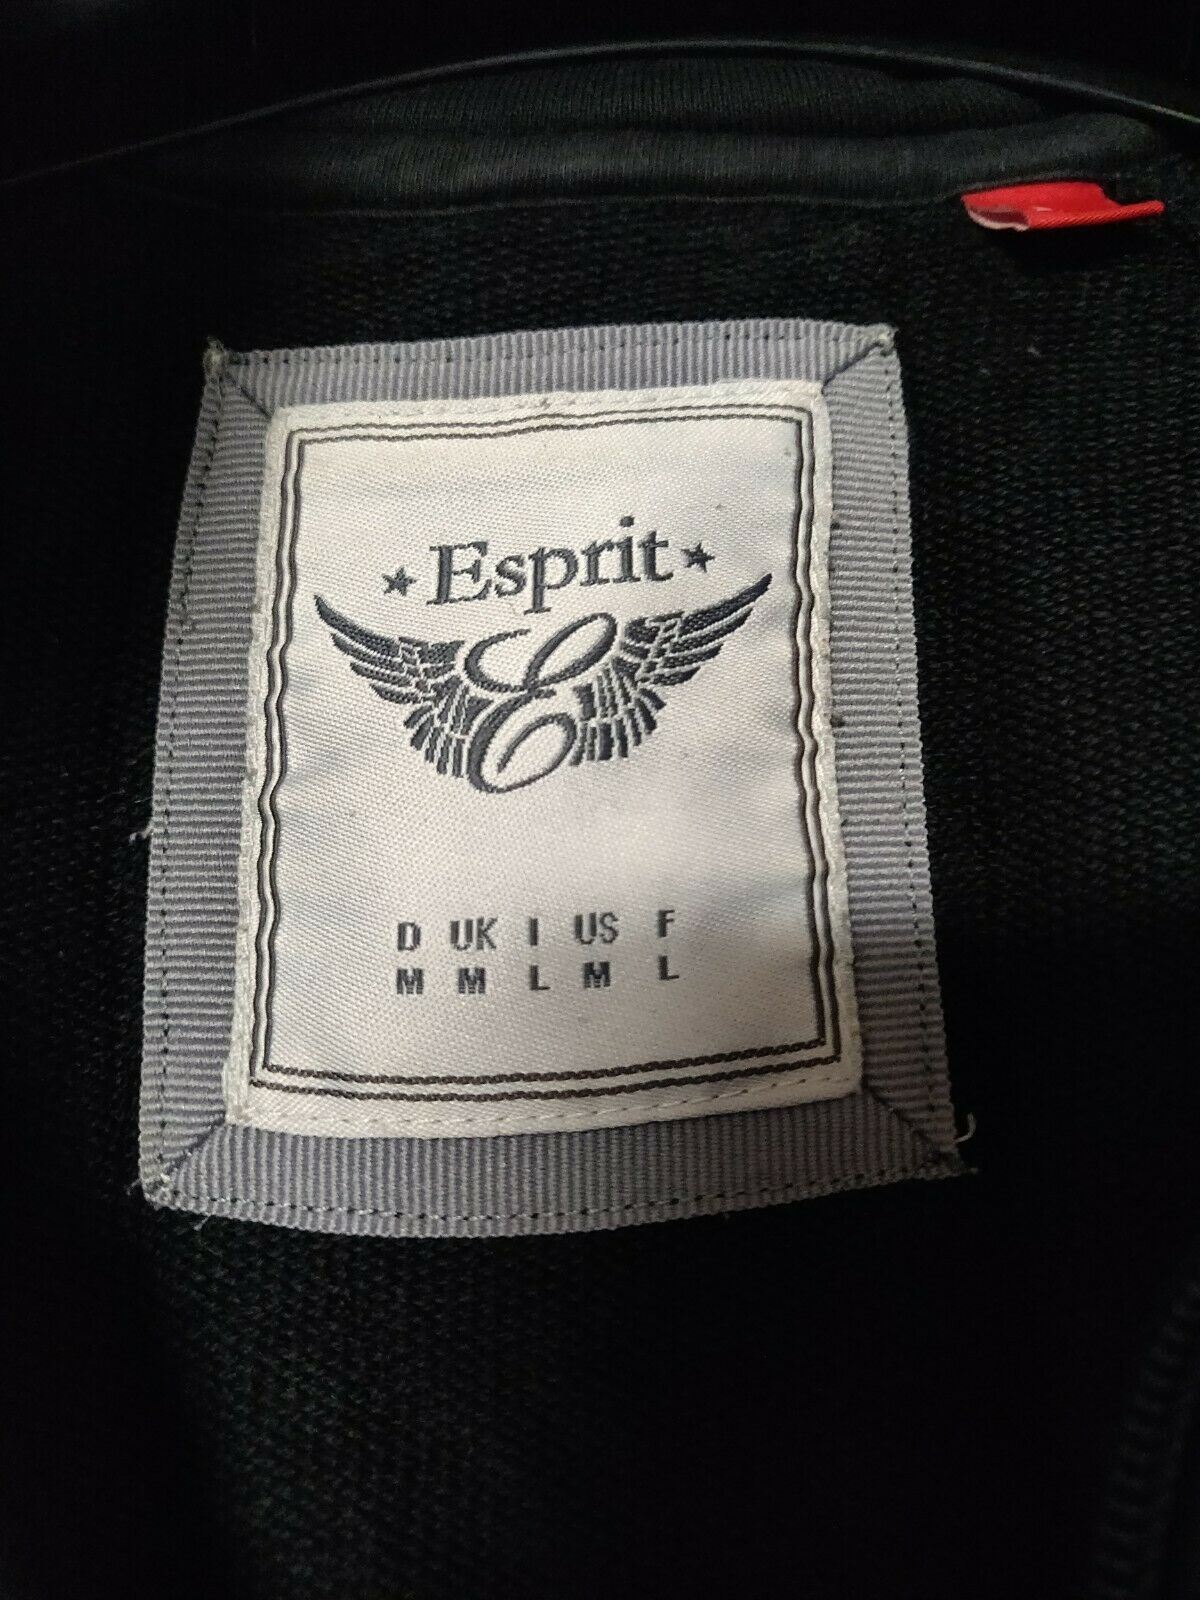 ★ Esprit ★
E
D UK I US F
M M L M L